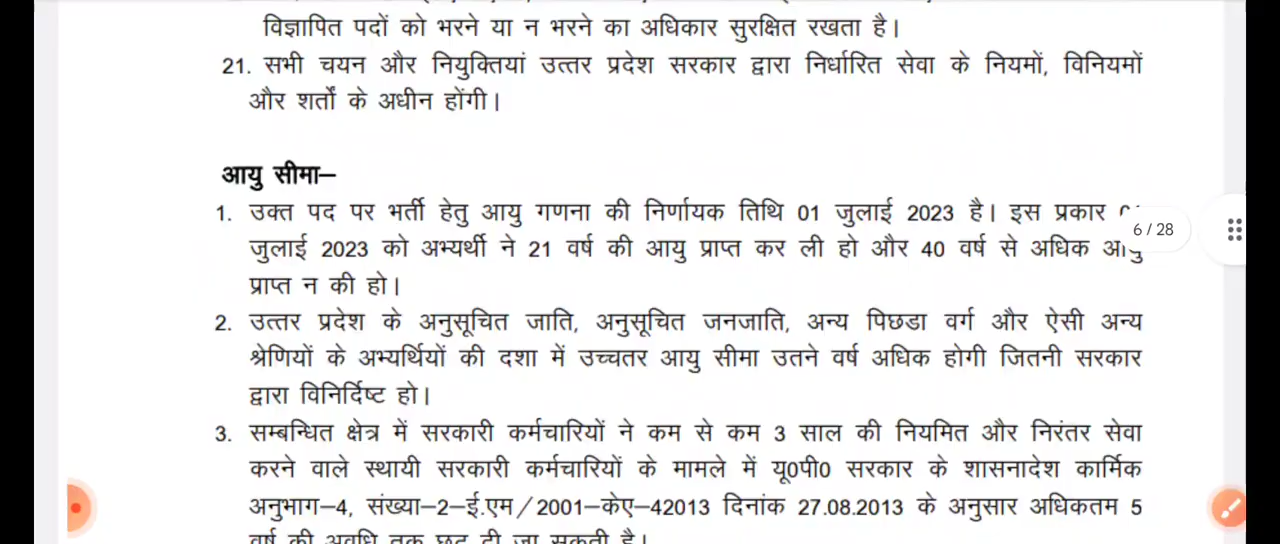 विज्ञापित पदों को भरने या न भरने का अधिकार सुरक्षित रखता है।
21. सभी चयन और नियुक्तियां उत्तर प्रदेश सरकार द्वारा निर्धारित सेवा के नियमों, विनियमों
और शर्तों के अधीन होंगी।
आयु सीमा–
1. उक्त पद पर भर्ती हेतु आयु गणना की निर्णायक तिथि 01 जुलाई 2023 है। इस प्रकार
6 / 28
जुलाई 2023 को अभ्यर्थी ने 21 वर्ष की आयु प्राप्त कर ली हो और 40 वर्ष से अधिक आयु
प्राप्त न की हो।
2. उत्तर प्रदेश के अनुसूचित जाति, अनुसूचित जनजाति, अन्य पिछडा वर्ग और ऐसी अन्य
श्रेणियों के अभ्यर्थियों की दशा में उच्चतर आयु सीमा उतने वर्ष अधिक होगी जितनी सरकार
द्वारा विनिर्दिष्ट हो।
3. सम्बन्धित क्षेत्र में सरकारी कर्मचारियों ने कम से कम 3 साल की नियमित और निरंतर सेवा
करने वाले स्थायी सरकारी कर्मचारियों के मामले में यू0पी0 सरकार के शासनादेश कार्मिक
अनुभाग–4, संख्या–2–ई.एम/2001–केए–42013 दिनांक 27.08.2013 के अनुसार अधिकतम 5
वर्ष की अवधि तक छूट दी जा सकती है।